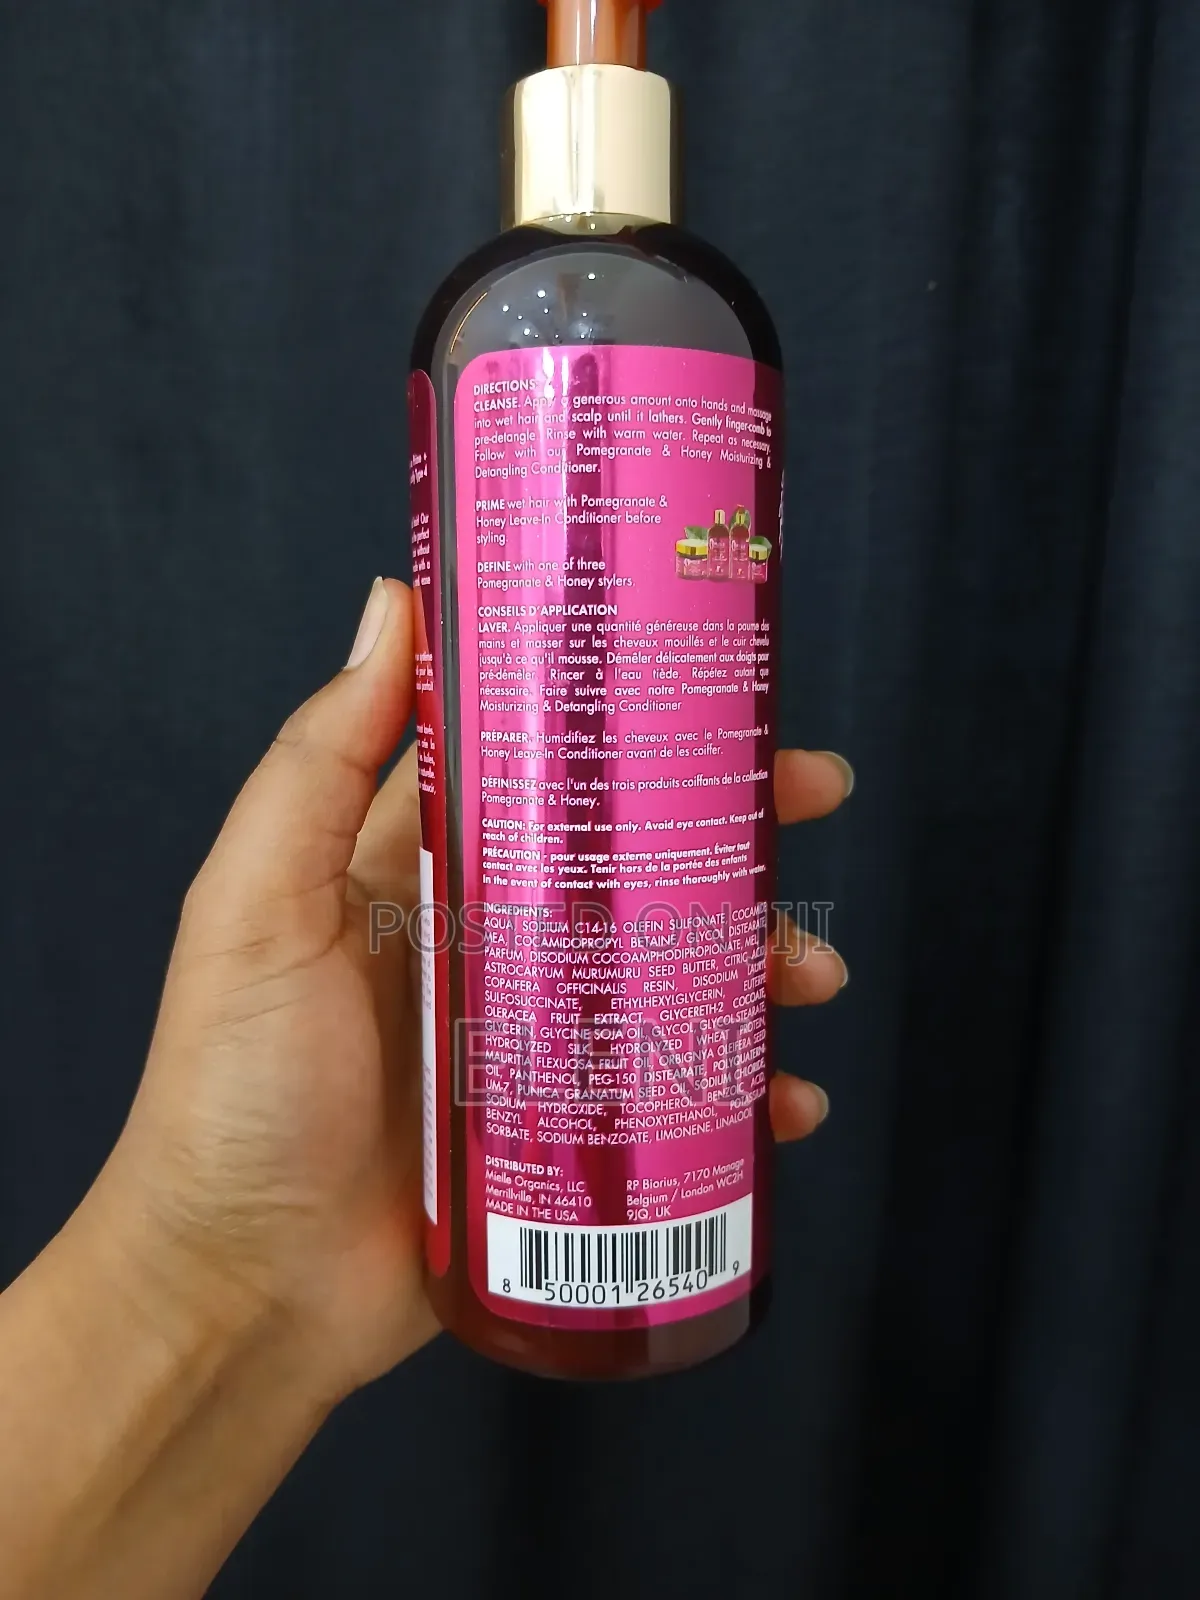 DIRECTIONS:
CLEANSE. Apply a generous amount onto hands and massage
into wet hair and scalp until it lathers. Gently finger-comb to
pre-detangle. Rinse with warm water. Repeat as necessary.
Follow with our Pomegranate & Honey Moisturizing &
Detangling Conditioner.
PRIME wet hair with Pomegranate &
Honey Leave-In Conditioner before
styling.
DEFINE with one of three
Pomegranate & Honey stylers.
CONSEILS D'APPLICATION
LAVER. Appliquer une quantité généreuse dans la paume des
mains et masser sur les cheveux mouillés et le cuir chevelu
jusqu'à ce qu'il mousse. Démêler délicatement aux doigts pour
pré-démêler. Rincer à l'eau tiède. Répétez autant que
nécessaire. Faire suivre avec notre Pomegranate & Honey
Moisturizing & Detangling Conditioner
PRÉPARER. Humidifiez les cheveux avec le Pomegranate &
Honey Leave-In Conditioner avant de les coiffer.
DÉFINISSEZ avec l'un des trois produits coiffants de la collection
Pomegranate & Honey.
CAUTION: For external use only. Avoid eye contact. Keep out of
reach of children.
PRÉCAUTION - pour usage externe uniquement. Éviter tout
contact avec les yeux. Tenir hors de la portée des enfants
In the event of contact with eyes, rinse thoroughly with water.
INGREDIENTS:
AQUA, SODIUM C14-16 OLEFIN SULFONATE, COCAMIDE
MEA, COCAMIDOPROPYL BETAINE, GLYCOL DISTEARATE,
PARFUM, DISODIUM COCOAMPHODIPROPIONATE, MEL,
ASTROCARYUM MURUMURU SEED BUTTER, CITRIC ACID,
COPAIFERA OFFICINALIS RESIN, DISODIUM LAURYL
SULFOSUCCINATE, ETHYLHEXYLGLYCERIN, EUTERPE
OLERACEA FRUIT EXTRACT, GLYCERETH-2 COCOATE,
GLYCERIN, GLYCINE SOJA OIL, GLYCOL, GLYCOL STEARATE,
HYDROLYZED SILK, HYDROLYZED WHEAT PROTEIN,
MAURITIA FLEXUOSA FRUIT OIL, ORBIGNYA OLEIFERA SEED
OIL, PANTHENOL, PEG-150 DISTEARATE, POLYQUATERNI-
UM-7, PUNICA GRANATUM SEED OIL, SODIUM CHLORIDE,
SODIUM HYDROXIDE, TOCOPHEROL, BENZOIC ACID,
BENZYL ALCOHOL, PHENOXYETHANOL, POTASSIUM
SORBATE, SODIUM BENZOATE, LIMONENE, LINALOOL
DISTRIBUTED BY:
Mielle Organics, LLC
Merrillville, IN 46410
MADE IN THE USA
RP Biorius, 7170 Manage
Belgium / London WC2H
9JQ, UK
8 50001 26540 9
POSTED ON JIJI
ELENI